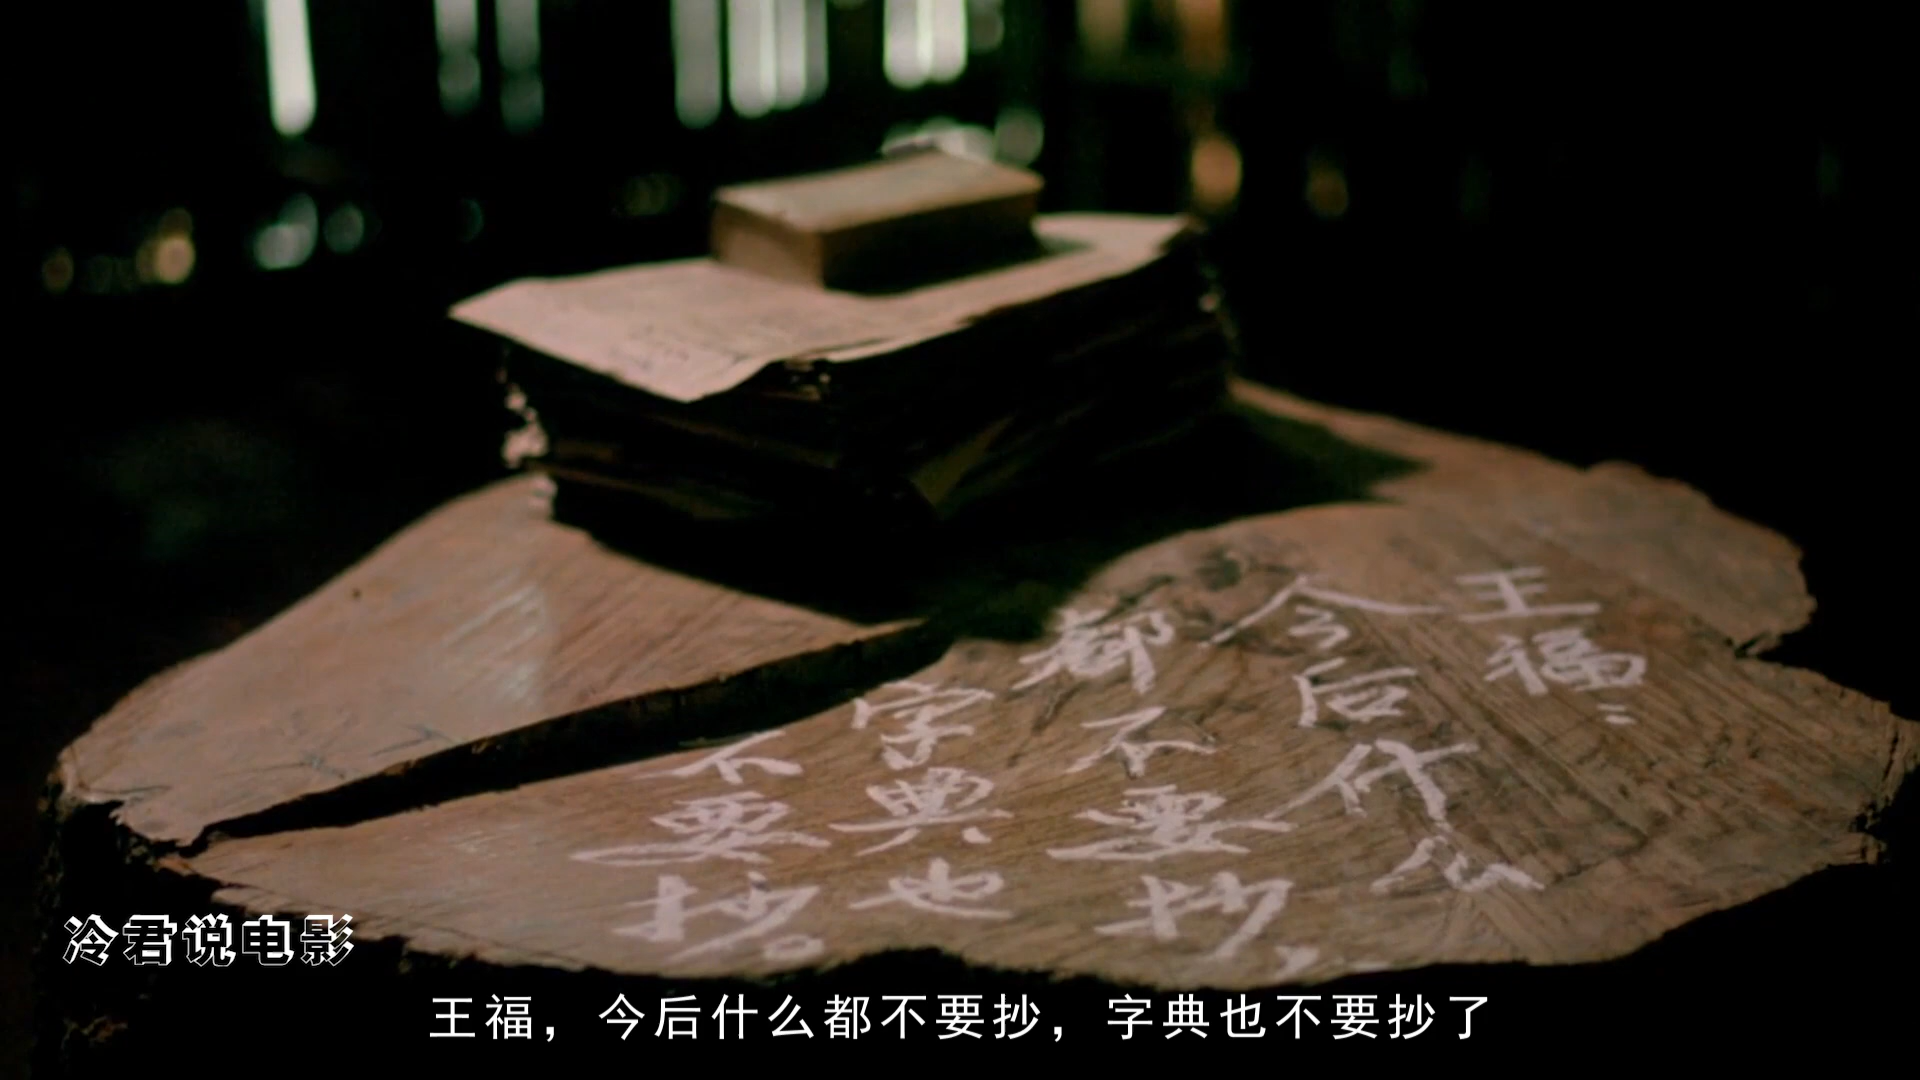 王福：
今后什么
都不要抄，
字典也
不要抄。
冷君说电影
王福，今后什么都不要抄，字典也不要抄了